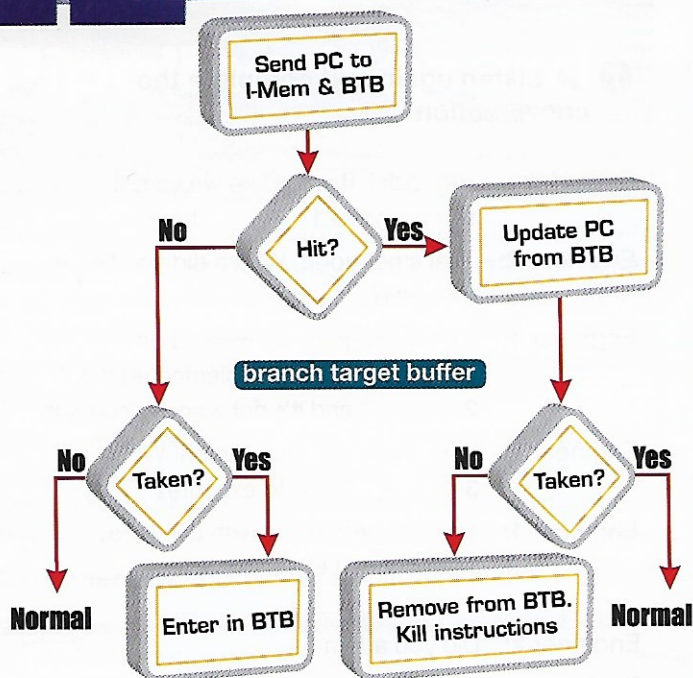 Send PC to
I-Mem & BTB
Hit?
No
Yes
Update PC
from BTB
branch target buffer
Taken?
No
Yes
Normal
Enter in BTB
Taken?
No
Yes
Remove from BTB.
Kill instructions
Normal